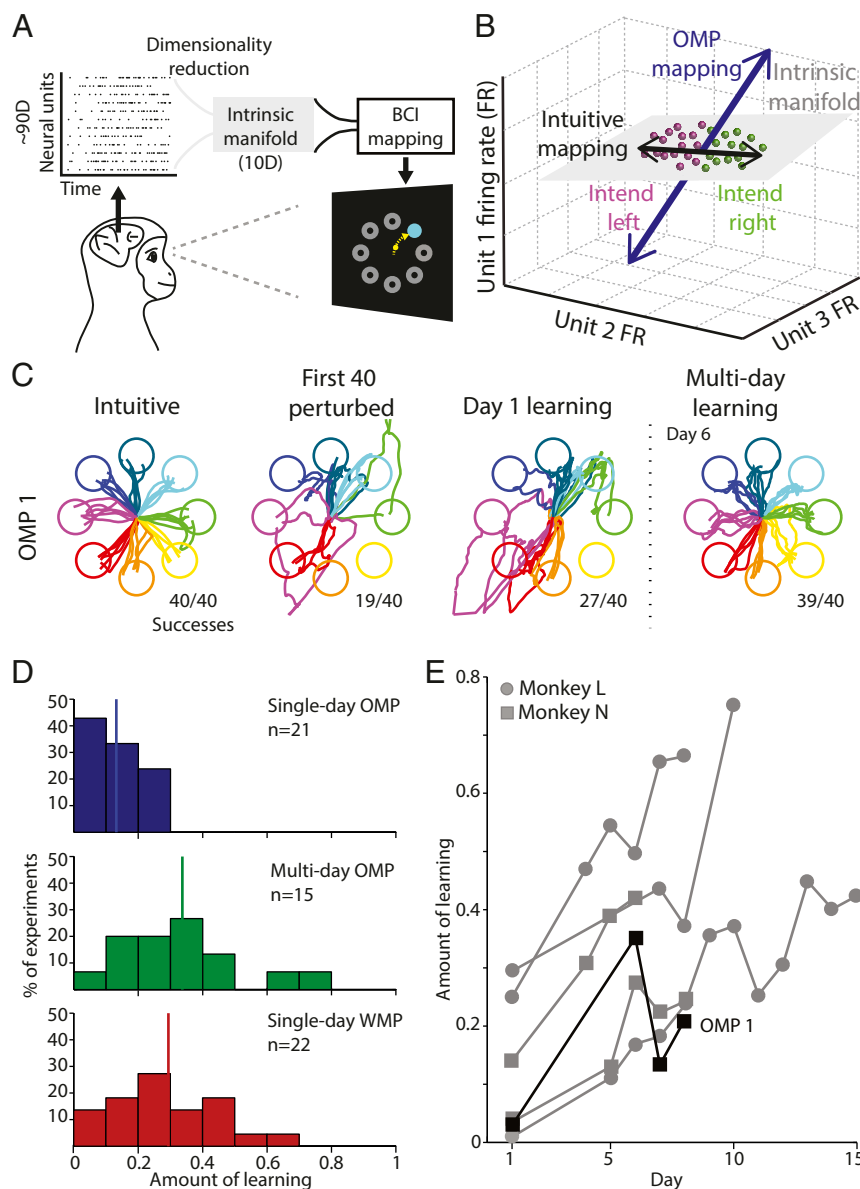 A
Dimensionality
reduction
~90D
Neural units
Time
Intrinsic
manifold
(10D)
BCI
mapping
B
OMP
mapping
Intrinsic
manifold
Intuitive
mapping
Intend
left
Intend
right
Unit 1 firing rate (FR)
Unit 2 FR
Unit 3 FR
C
Intuitive
First 40
perturbed
Day 1 learning
Multi-day
learning
Day 6
OMP 1
40/40
Successes
19/40
27/40
39/40
D
50
40
30
20
10
Single-day OMP
n=21
50
40
30
20
10
Multi-day OMP
n=15
% of experiments
50
40
30
20
10
Single-day WMP
n=22
0 0.2 0.4 0.6 0.8 1
Amount of learning
E
Monkey L
Monkey N
0.8
0.6
0.4
0.2
0
Amount of learning
OMP 1
1 5 10 15
Day